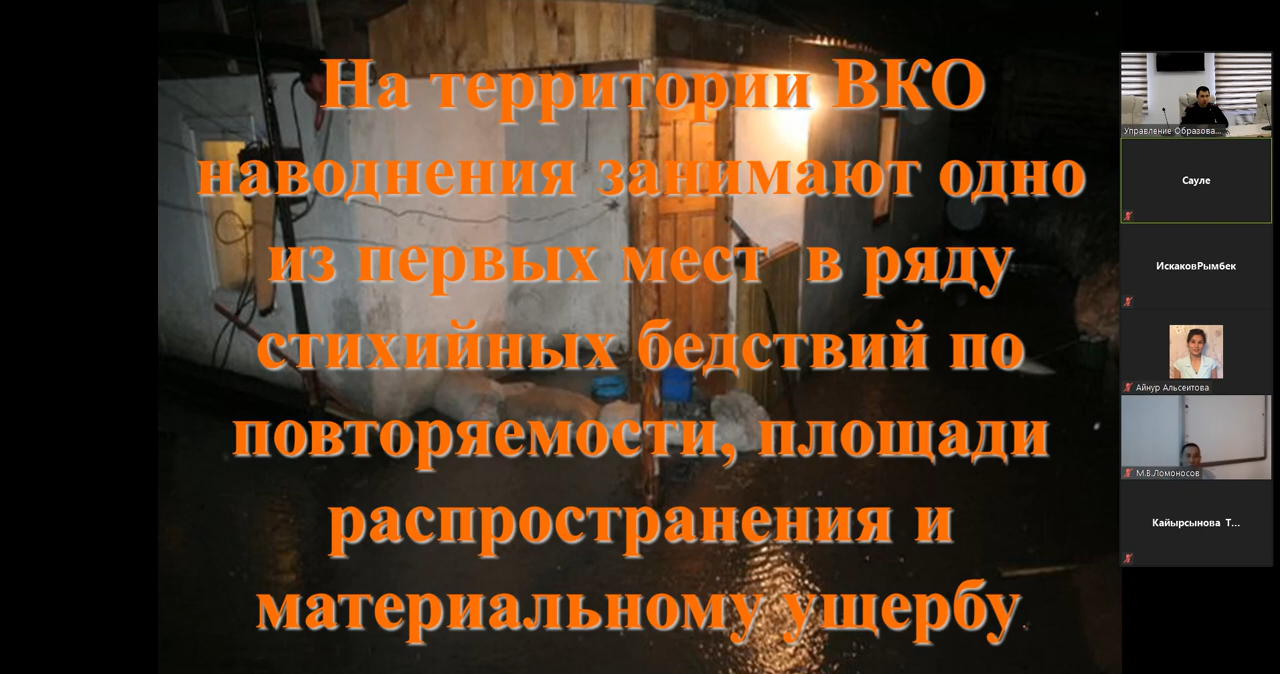 На территории ВКО
наводнения занимают одно
из первых мест в ряду
стихийных бедствий по
повторяемости, площади
распространения и
материальному ущербу
Управление Образова...
Сауле
ИскаковРымбек
Айнур Альсеитова
М.В.Ломоносов
Кайырсынова Т...